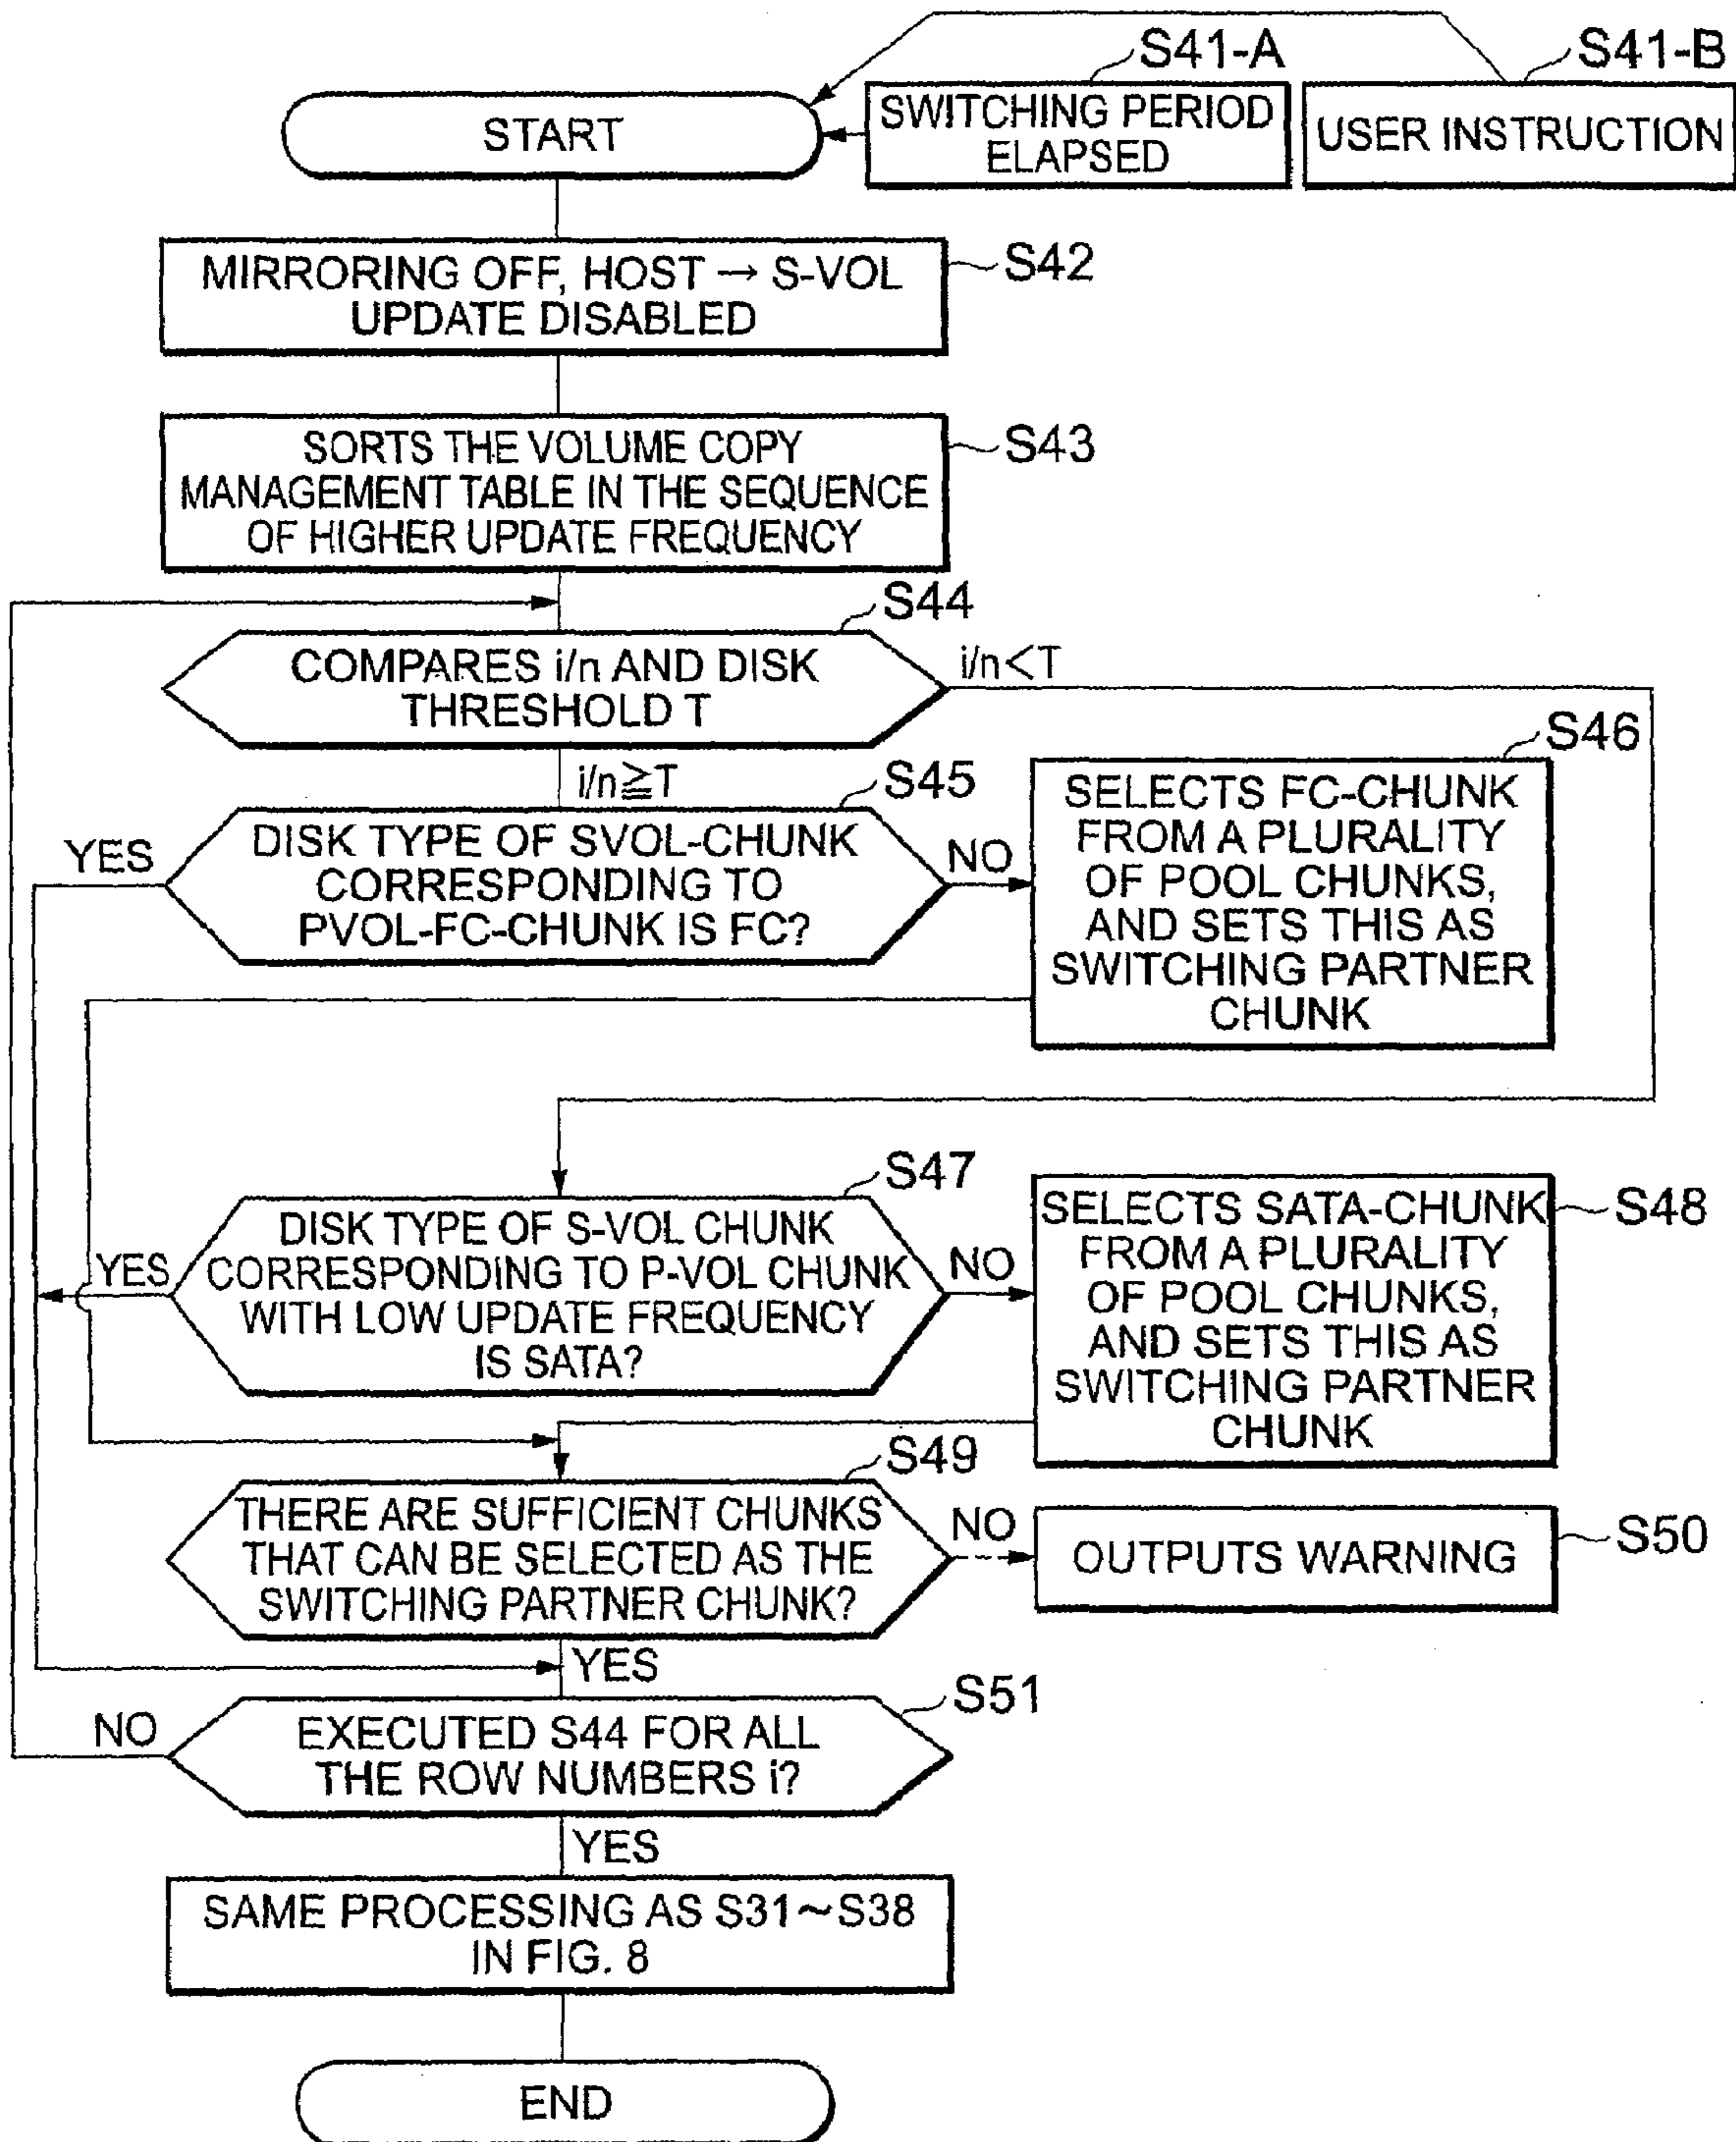 S41-A
S41-B
START
SWITCHING PERIOD
ELAPSED
USER INSTRUCTION
MIRRORING OFF, HOST → S-VOL
UPDATE DISABLED
S42
SORTS THE VOLUME COPY
MANAGEMENT TABLE IN THE SEQUENCE
OF HIGHER UPDATE FREQUENCY
S43
S44
COMPARES i/n AND DISK
THRESHOLD T
i/n<T
i/n≧T
S45
DISK TYPE OF SVOL-CHUNK
CORRESPONDING TO
PVOL-FC-CHUNK IS FC?
YES
NO
S46
SELECTS FC-CHUNK
FROM A PLURALITY
OF POOL CHUNKS,
AND SETS THIS AS
SWITCHING PARTNER
CHUNK
S47
DISK TYPE OF S-VOL CHUNK
CORRESPONDING TO P-VOL CHUNK
WITH LOW UPDATE FREQUENCY
IS SATA?
YES
NO
SELECTS SATA-CHUNK
FROM A PLURALITY
OF POOL CHUNKS,
AND SETS THIS AS
SWITCHING PARTNER
CHUNK
S48
S49
THERE ARE SUFFICIENT CHUNKS
THAT CAN BE SELECTED AS THE
SWITCHING PARTNER CHUNK?
NO
OUTPUTS WARNING
S50
YES
S51
EXECUTED S44 FOR ALL
THE ROW NUMBERS i?
NO
YES
SAME PROCESSING AS S31~S38
IN FIG. 8
END